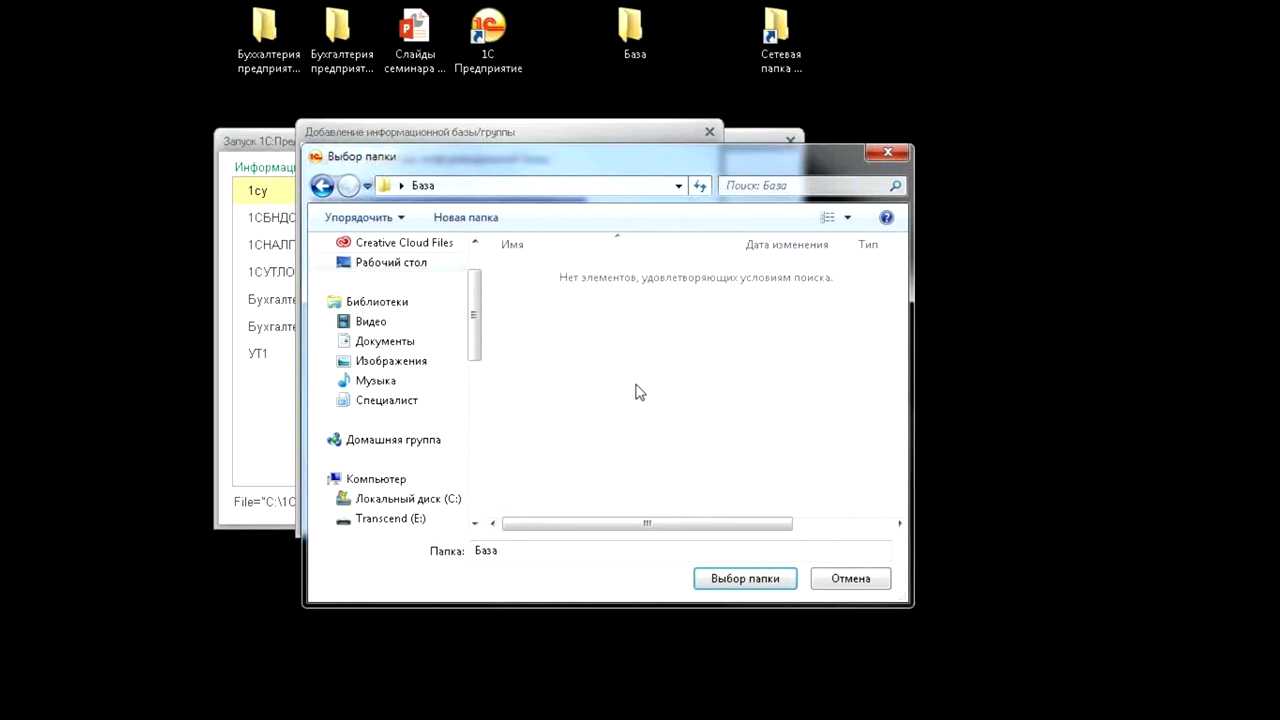 Бухгалтерия
предприят...
Бухгалтерия
предприят...
Слайды
семинара ...
1С
Предприятие
База
Сетевая
папка ...
Добавление информационной базы/группы
Запуск 1С:Пред
Выбор папки
База
Поиск: База
Упорядочить
Новая папка
Информаци
1су
1СБНДС
1СНАЛГ
1СУТЛО
Бухгалте
Бухгалте
УТ1
File="C:\1С
Creative Cloud Files
Рабочий стол
Библиотеки
Видео
Документы
Изображения
Музыка
Специалист
Домашняя группа
Компьютер
Локальный диск (C:)
Transcend (E:)
Имя
Дата изменения
Тип
Нет элементов, удовлетворяющих условиям поиска.
Папка:
База
Выбор папки
Отмена